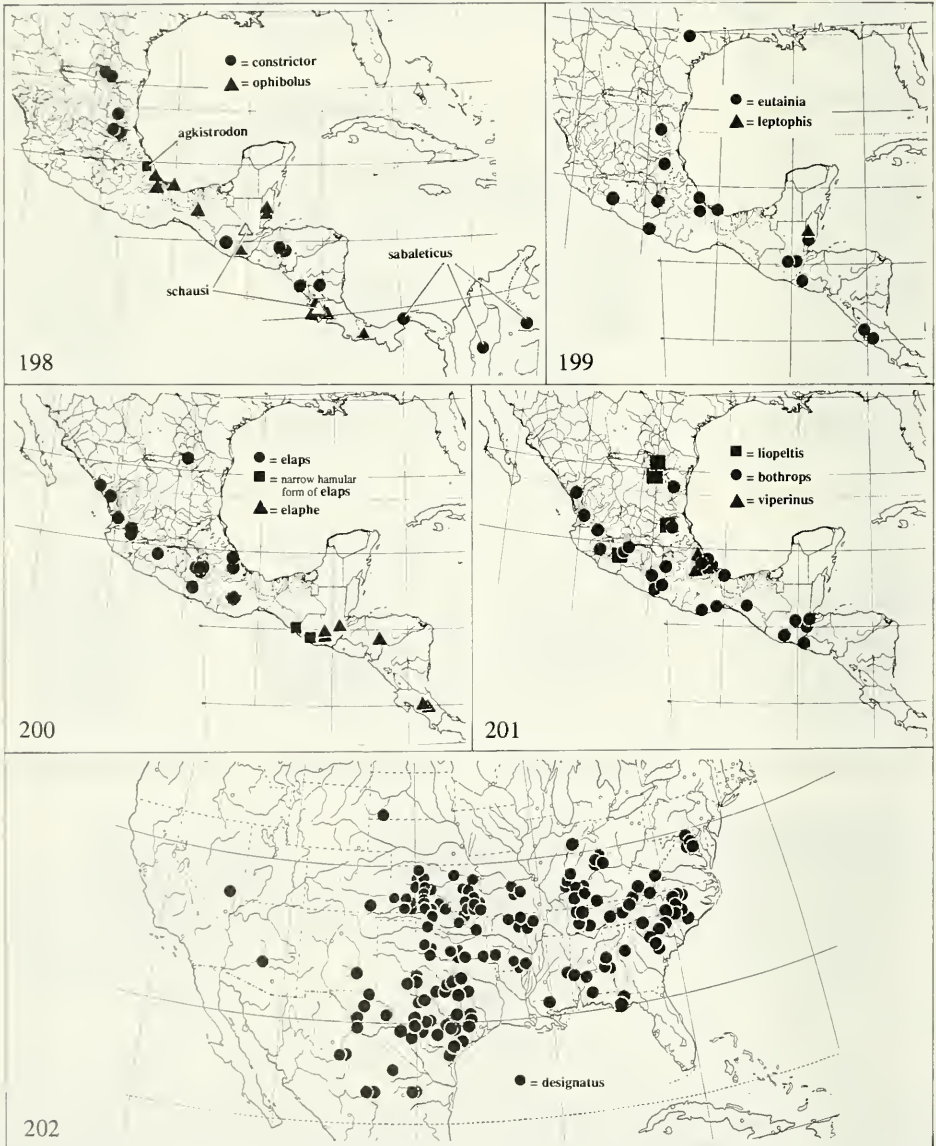 ● = constrictor
▲ = ophibolus
agkistrodon
schausi
sabaleticus
198
● = eutainia
▲ = leptophis
199
● = elaps
■ = narrow hamular
form of elaps
▲ = elaphe
200
■ = liopeltis
● = bothrops
▲ = viperinus
201
● = designatus
202